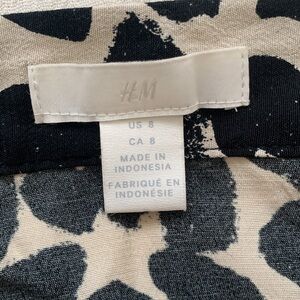 H&M
US 8
CA 8
MADE IN
INDONESIA
FABRIQUÉ EN
INDONÉSIE